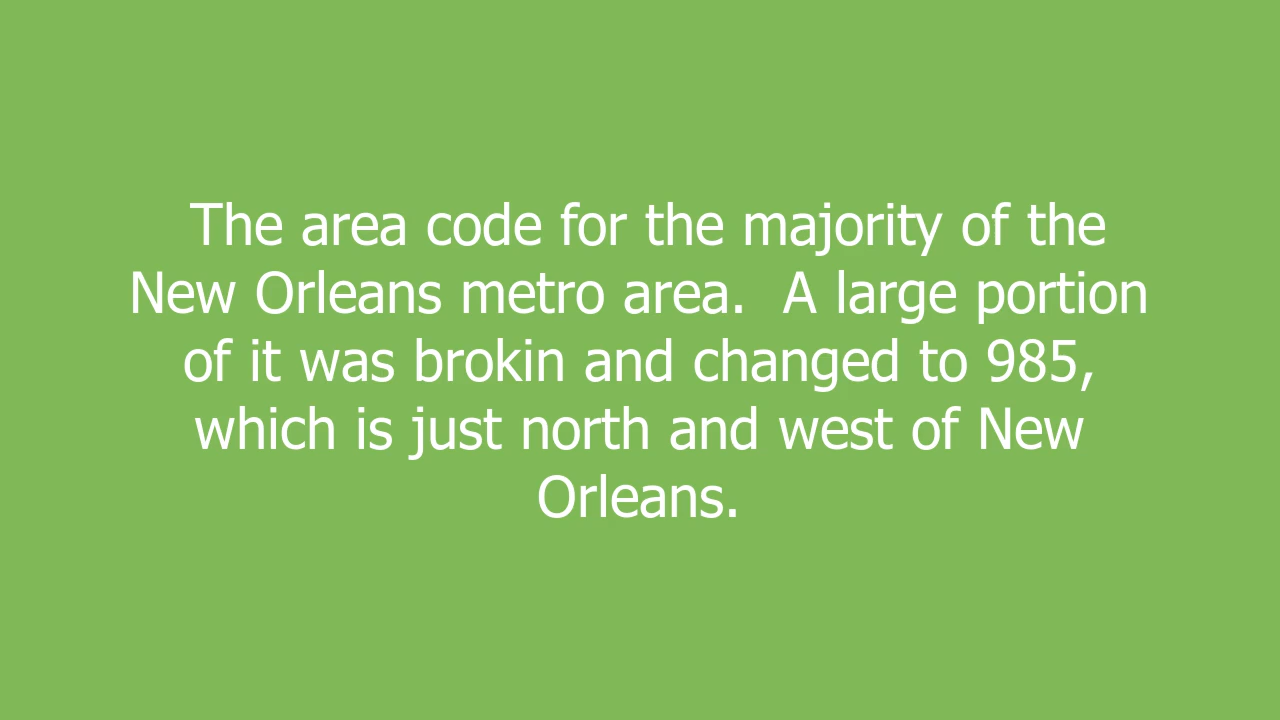 The area code for the majority of the
New Orleans metro area.  A large portion
of it was brokin and changed to 985,
which is just north and west of New
Orleans.